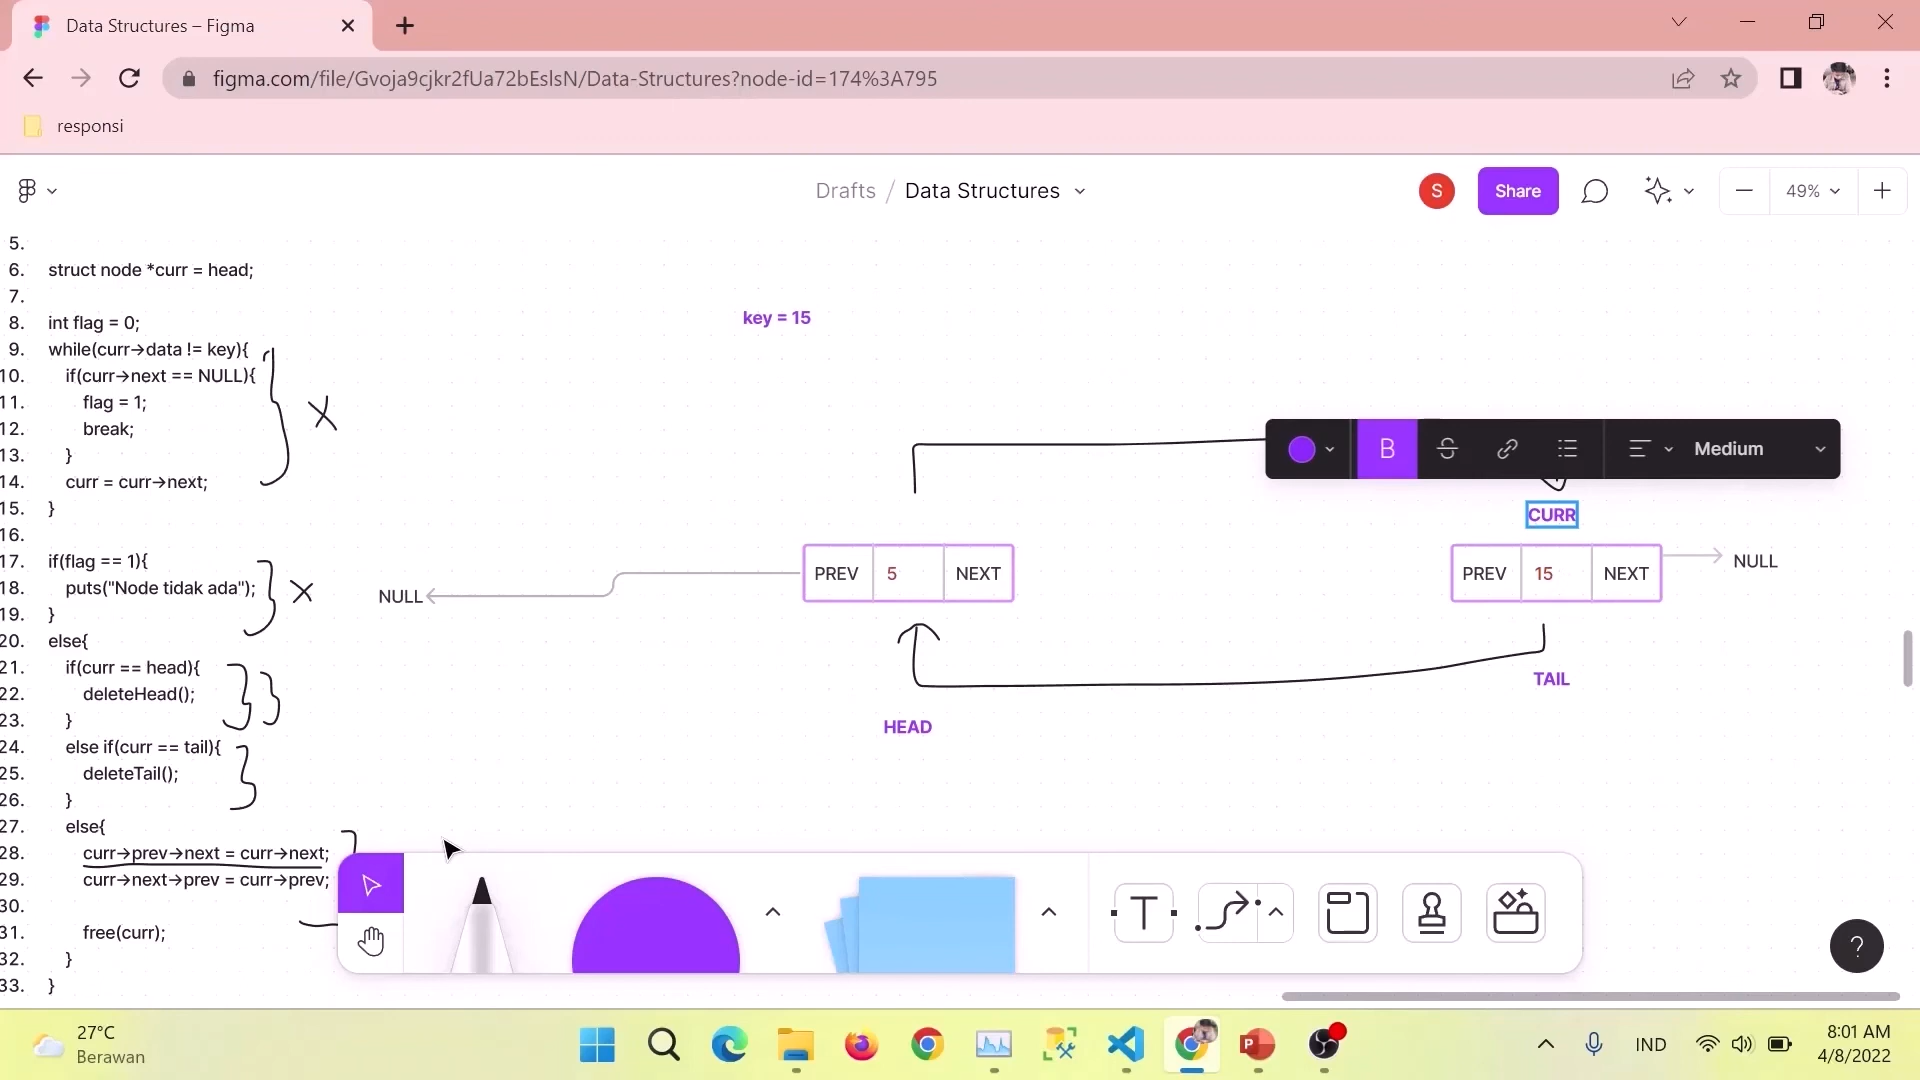 Data Structures – Figma
figma.com/file/Gvoja9cjkr2fUa72bEslsN/Data-Structures?node-id=174%3A795
responsi
Drafts / Data Structures
S
Share
49%
5.
6. struct node *curr = head;
7.
8. int flag = 0;
9. while(curr→data != key){
10. if(curr→next == NULL){
11. flag = 1;
12. break;
13. }
14. curr = curr→next;
15. }
16.
17. if(flag == 1){
18. puts("Node tidak ada");
19. }
20. else{
21. if(curr == head){
22. deleteHead();
23. }
24. else if(curr == tail){
25. deleteTail();
26. }
27. else{
28. curr→prev→next = curr→next;
29. curr→next→prev = curr→prev;
30.
31. free(curr);
32. }
33. }
key = 15
B S Medium
CURR
NULL
PREV 5 NEXT
PREV 15 NEXT
NULL
HEAD
TAIL
T
?
27°C
Berawan
P
IND
8:01 AM
4/8/2022